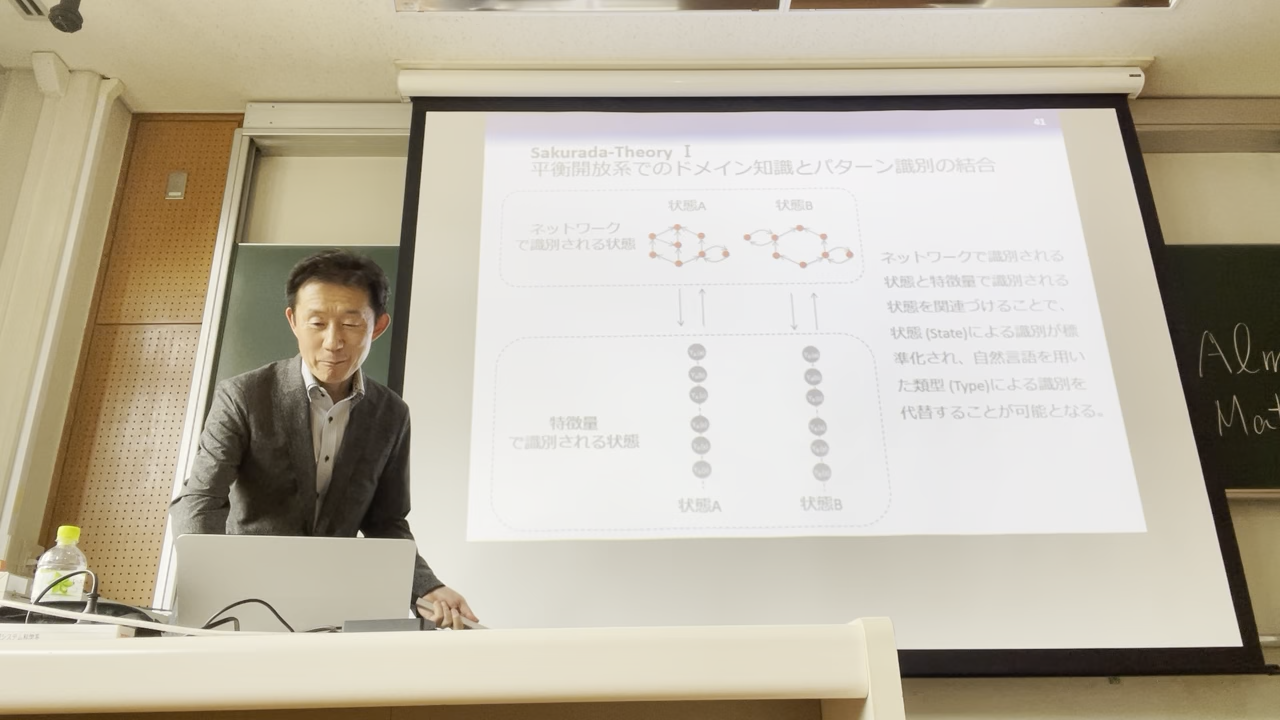 41
Sakurada-Theory Ⅰ
平衡開放系でのドメイン知識とパターン識別の結合
状態A
状態B
ネットワーク
で識別される状態
特徴量
で識別される状態
状態A
状態B
ネットワークで識別される
状態と特徴量で識別される
状態を関連づけることで、
状態 (State)による識別が標
準化され、自然言語を用い
た類型 (Type)による識別を
代替することが可能となる。